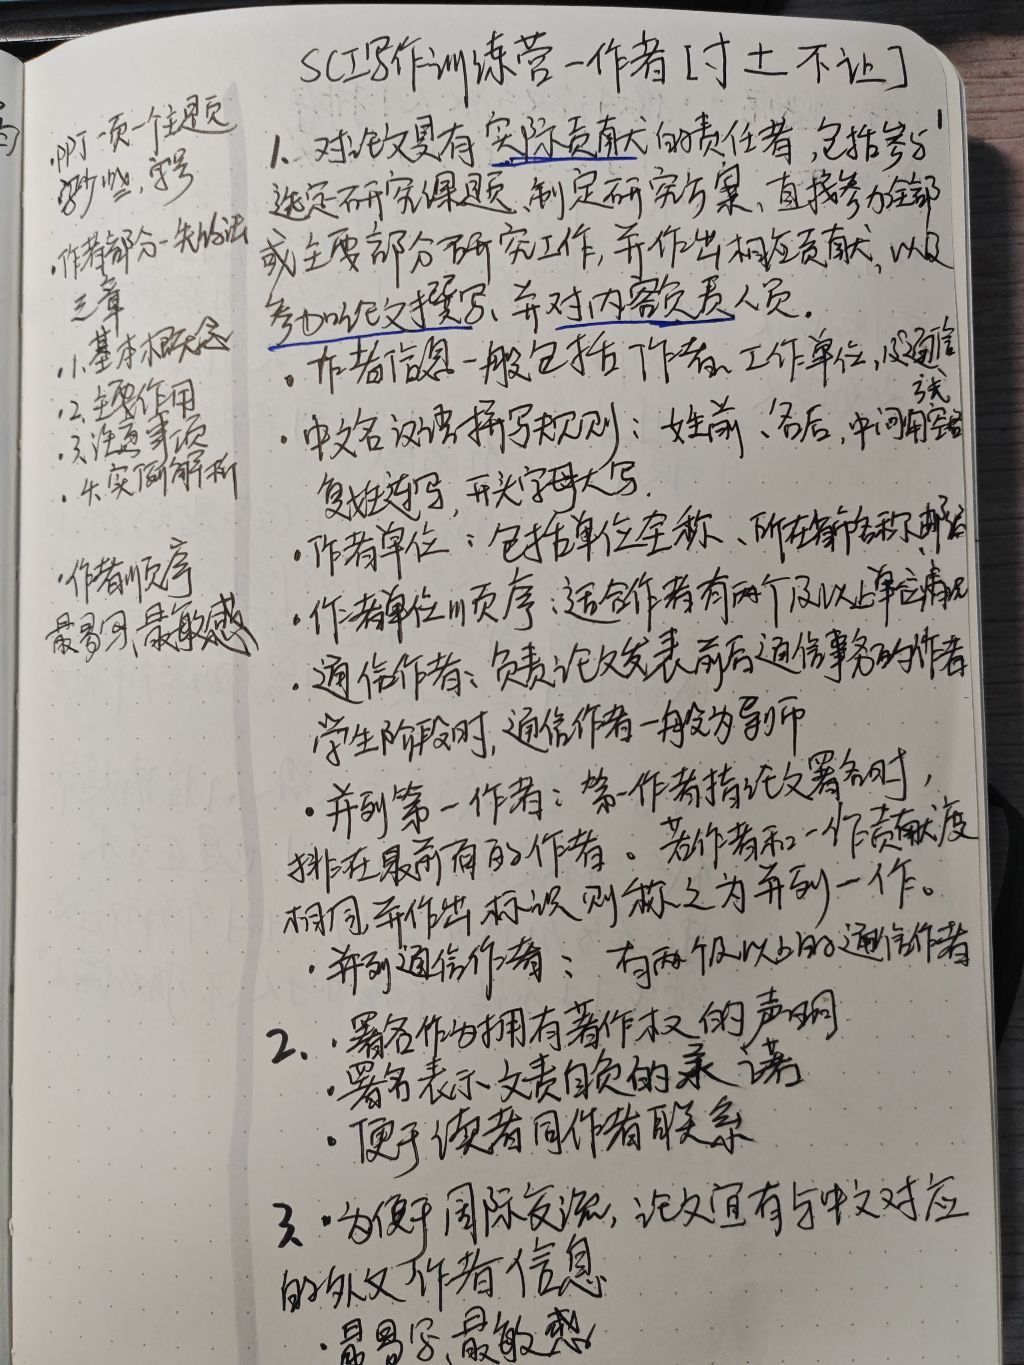 SCI写作训练营-作者[寸土不让]
·PPT一页一个主题
字号
·作者部分
三章
·1.基本概念
·2.主要作用
·3.注意事项
·4.实例解析
·作者顺序
最易写、最敏感
1、对论文具有实际贡献的责任者,包括参与
选定研究课题、制定研究方案、直接参加全部
或主要部分研究工作,并作出相应贡献,以及
参加论文撰写、并对内容负责人员.
·作者信息一般包括作者、工作单位,及通信
方式
·中文名汉语拼写规则:姓前、名后,中间用空格
复姓连写,开头字母大写.
·作者单位:包括单位全称、所在省市名称、邮编
·作者单位顺序:适合作者有两个及以上单位情况
·通信作者:负责论文发表前后通信事务的作者
学生阶段时,通信作者一般为导师
·并列第一作者:第一作者指论文署名时,
排在最前面的作者。若作者和一作贡献度
相同并作出标识则称之为并列一作。
·并列通信作者:有两个及以上的通信作者
2、·署名作为拥有著作权的声明
·署名表示文责自负的承诺
·便于读者同作者联系
3、·为便于国际交流,论文宜有与中文对应
的外文作者信息
·最易写、最敏感